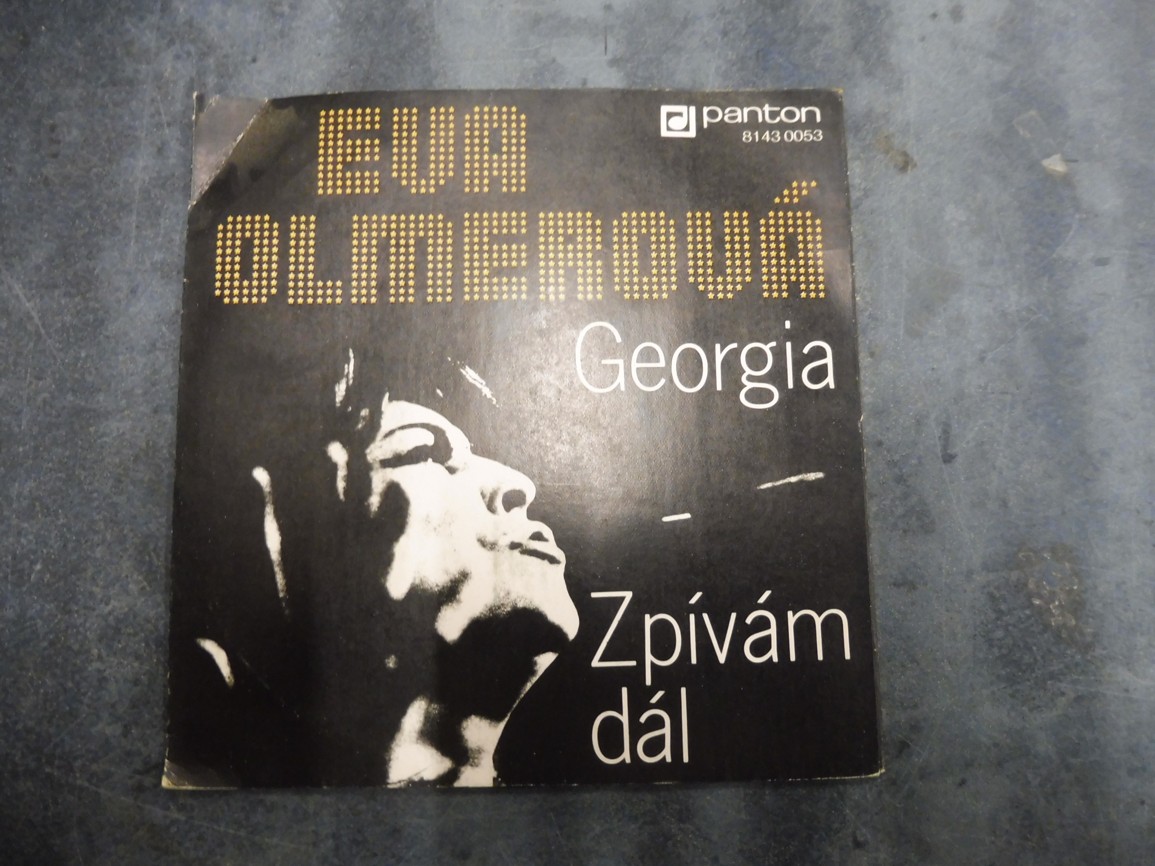 EVA
OLMEROVÁ
panton
8143 0053
Georgia
Zpívám
dál